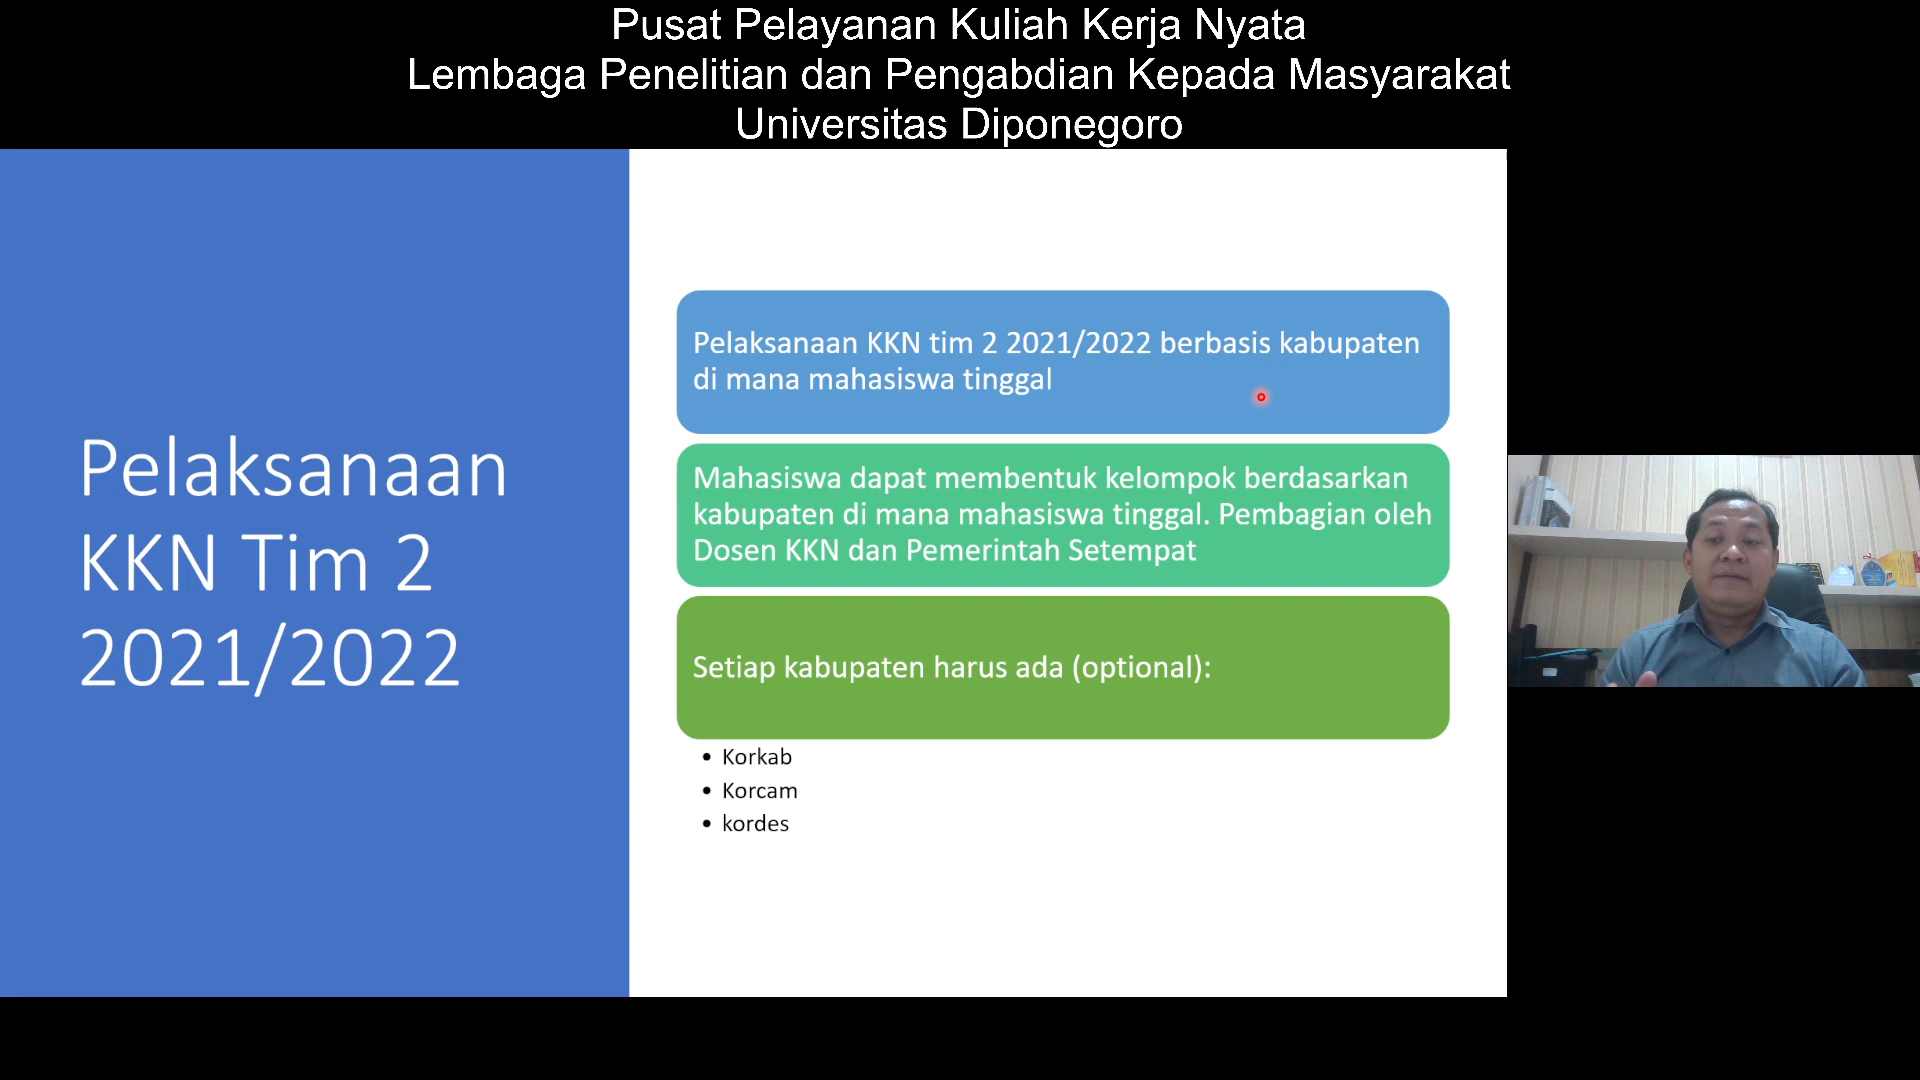 Pusat Pelayanan Kuliah Kerja Nyata
Lembaga Penelitian dan Pengabdian Kepada Masyarakat
Universitas Diponegoro
Pelaksanaan
KKN Tim 2
2021/2022
Pelaksanaan KKN tim 2 2021/2022 berbasis kabupaten
di mana mahasiswa tinggal
Mahasiswa dapat membentuk kelompok berdasarkan
kabupaten di mana mahasiswa tinggal. Pembagian oleh
Dosen KKN dan Pemerintah Setempat
Setiap kabupaten harus ada (optional):
• Korkab
• Korcam
• kordes